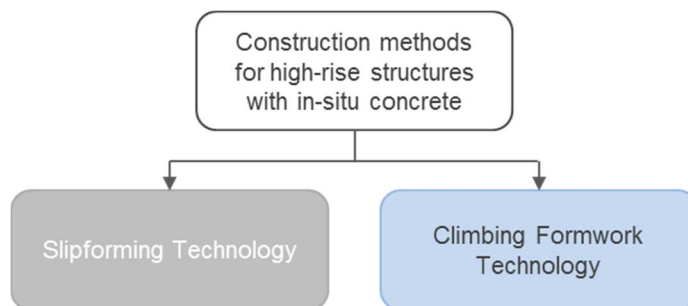 Construction methods
for high-rise structures
with in-situ concrete
Slipforming Technology
Climbing Formwork
Technology